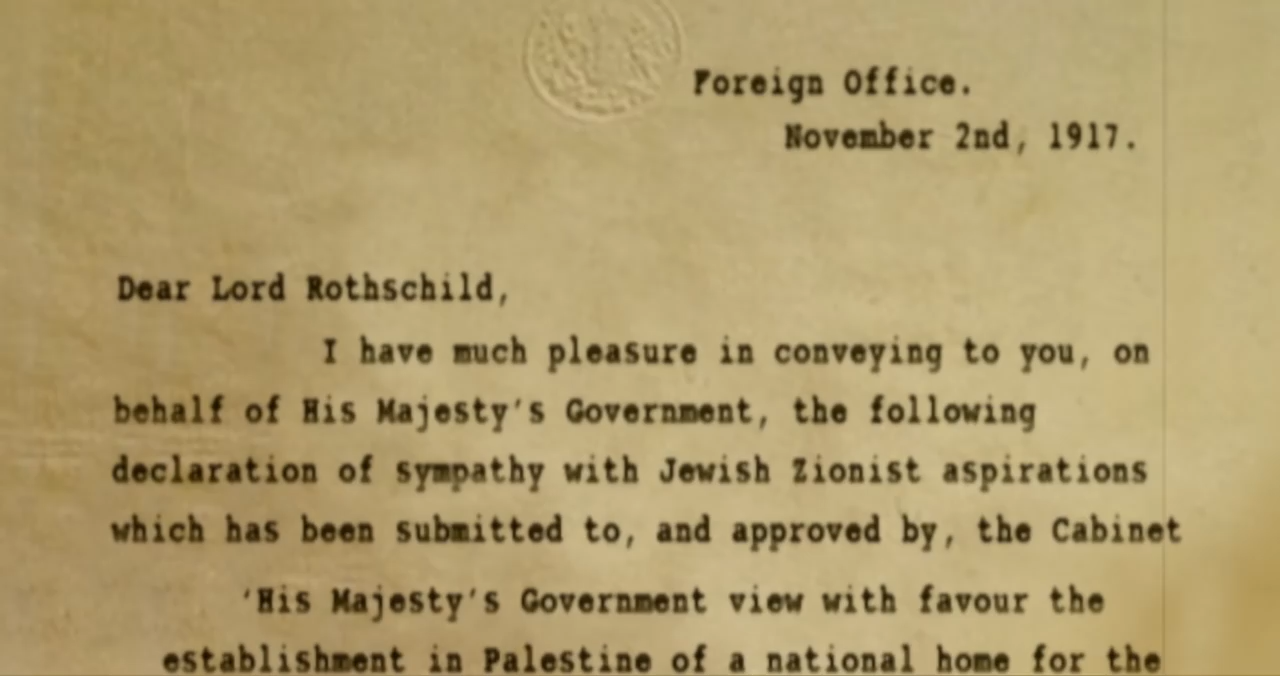 Foreign Office.
November 2nd, 1917.
Dear Lord Rothschild,
I have much pleasure in conveying to you, on
behalf of His Majesty's Government, the following
declaration of sympathy with Jewish Zionist aspirations
which has been submitted to, and approved by, the Cabinet
'His Majesty's Government view with favour the
establishment in Palestine of a national home for the